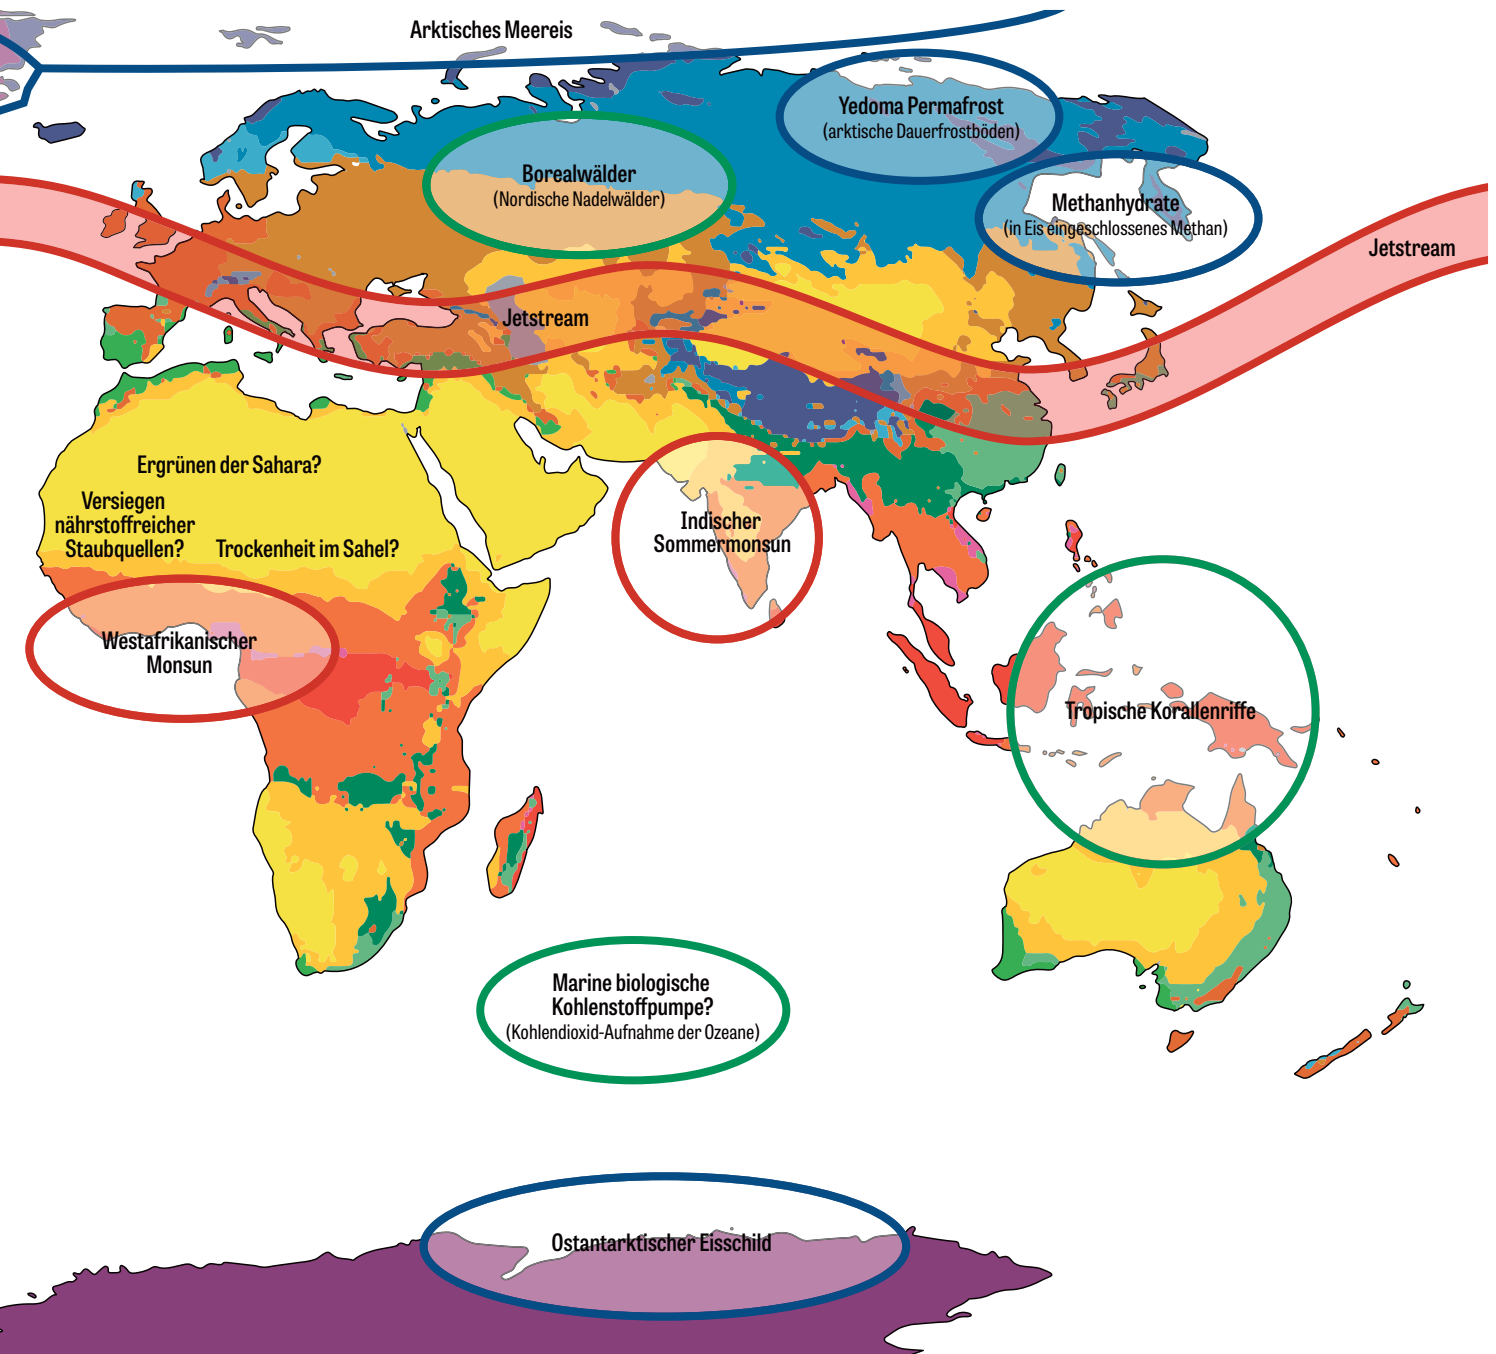 Arktisches Meereis
Yedoma Permafrost
(arktische Dauerfrostböden)
Borealwälder
(Nordische Nadelwälder)
Methanhydrate
(in Eis eingeschlossenes Methan)
Jetstream
Jetstream
Ergrünen der Sahara?
Versiegen
nährstoffreicher
Staubquellen?
Trockenheit im Sahel?
Indischer
Sommermonsun
Westafrikanischer
Monsun
Tropische Korallenriffe
Marine biologische
Kohlenstoffpumpe?
(Kohlendioxid-Aufnahme der Ozeane)
Ostantarktischer Eisschild